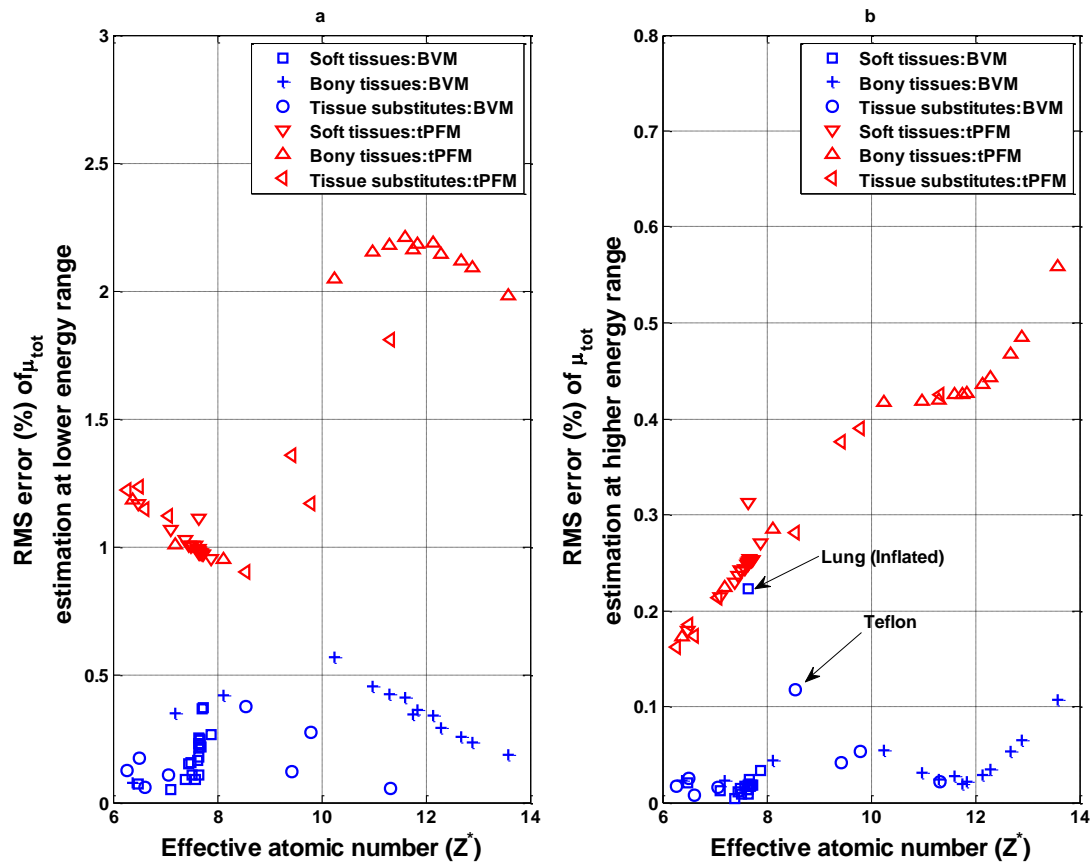 a
RMS error (%) of μtot
estimation at lower energy range
3
2.5
2
1.5
1
0.5
0
Soft tissues:BVM
Bony tissues:BVM
Tissue substitutes:BVM
Soft tissues:tPFM
Bony tissues:tPFM
Tissue substitutes:tPFM
6 8 10 12 14
Effective atomic number (Z*)
b
RMS error (%) of μtot
estimation at higher energy range
0.8
0.7
0.6
0.5
0.4
0.3
0.2
0.1
0
Soft tissues:BVM
Bony tissues:BVM
Tissue substitutes:BVM
Soft tissues:tPFM
Bony tissues:tPFM
Tissue substitutes:tPFM
Lung (Inflated)
Teflon
6 8 10 12 14
Effective atomic number (Z*)